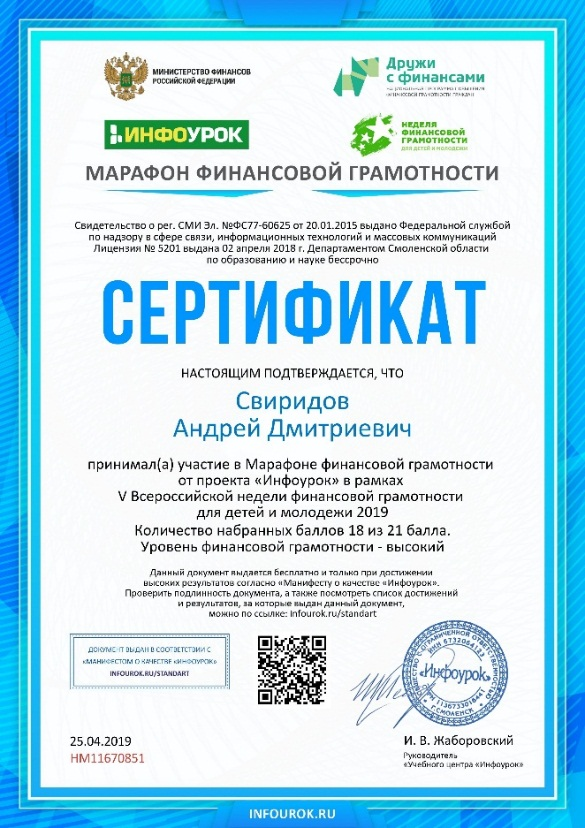 МИНИСТЕРСТВО ФИНАНСОВ
РОССИЙСКОЙ ФЕДЕРАЦИИ
Дружи
с финансами
ИНФОУРОК
НЕДЕЛЯ
ФИНАНСОВОЙ
ГРАМОТНОСТИ
ДЛЯ ДЕТЕЙ И МОЛОДЕЖИ
МАРАФОН ФИНАНСОВОЙ ГРАМОТНОСТИ
Свидетельство о рег. СМИ Эл. №ФС77-60625 от 20.01.2015 выдано Федеральной службой
по надзору в сфере связи, информационных технологий и массовых коммуникаций
Лицензия № 5201 выдана 02 апреля 2018 г. Департаментом Смоленской области
по образованию и науке бессрочно
СЕРТИФИКАТ
НАСТОЯЩИМ ПОДТВЕРЖДАЕТСЯ, ЧТО
Свиридов
Андрей Дмитриевич
принимал(а) участие в Марафоне финансовой грамотности
от проекта «Инфоурок» в рамках
V Всероссийской недели финансовой грамотности
для детей и молодежи 2019
Количество набранных баллов 18 из 21 балла.
Уровень финансовой грамотности - высокий
Данный документ выдается бесплатно и только при достижении
высоких результатов согласно «Манифесту о качестве «Инфоурок».
Проверить подлинность документа, а также посмотреть список достижений
и результатов, за которые выдан данный документ,
можно по ссылке: infourok.ru/standart
ДОКУМЕНТ ВЫДАН В СООТВЕТСТВИИ С
«МАНИФЕСТОМ О КАЧЕСТВЕ «ИНФОУРОК»
INFOUROK.RU/STANDART
«Инфоурок»
Г.СМОЛЕНСК
25.04.2019
НМ11670851
И. В. Жаборовский
Руководитель
«Учебного центра «Инфоурок»
INFOUROK.RU